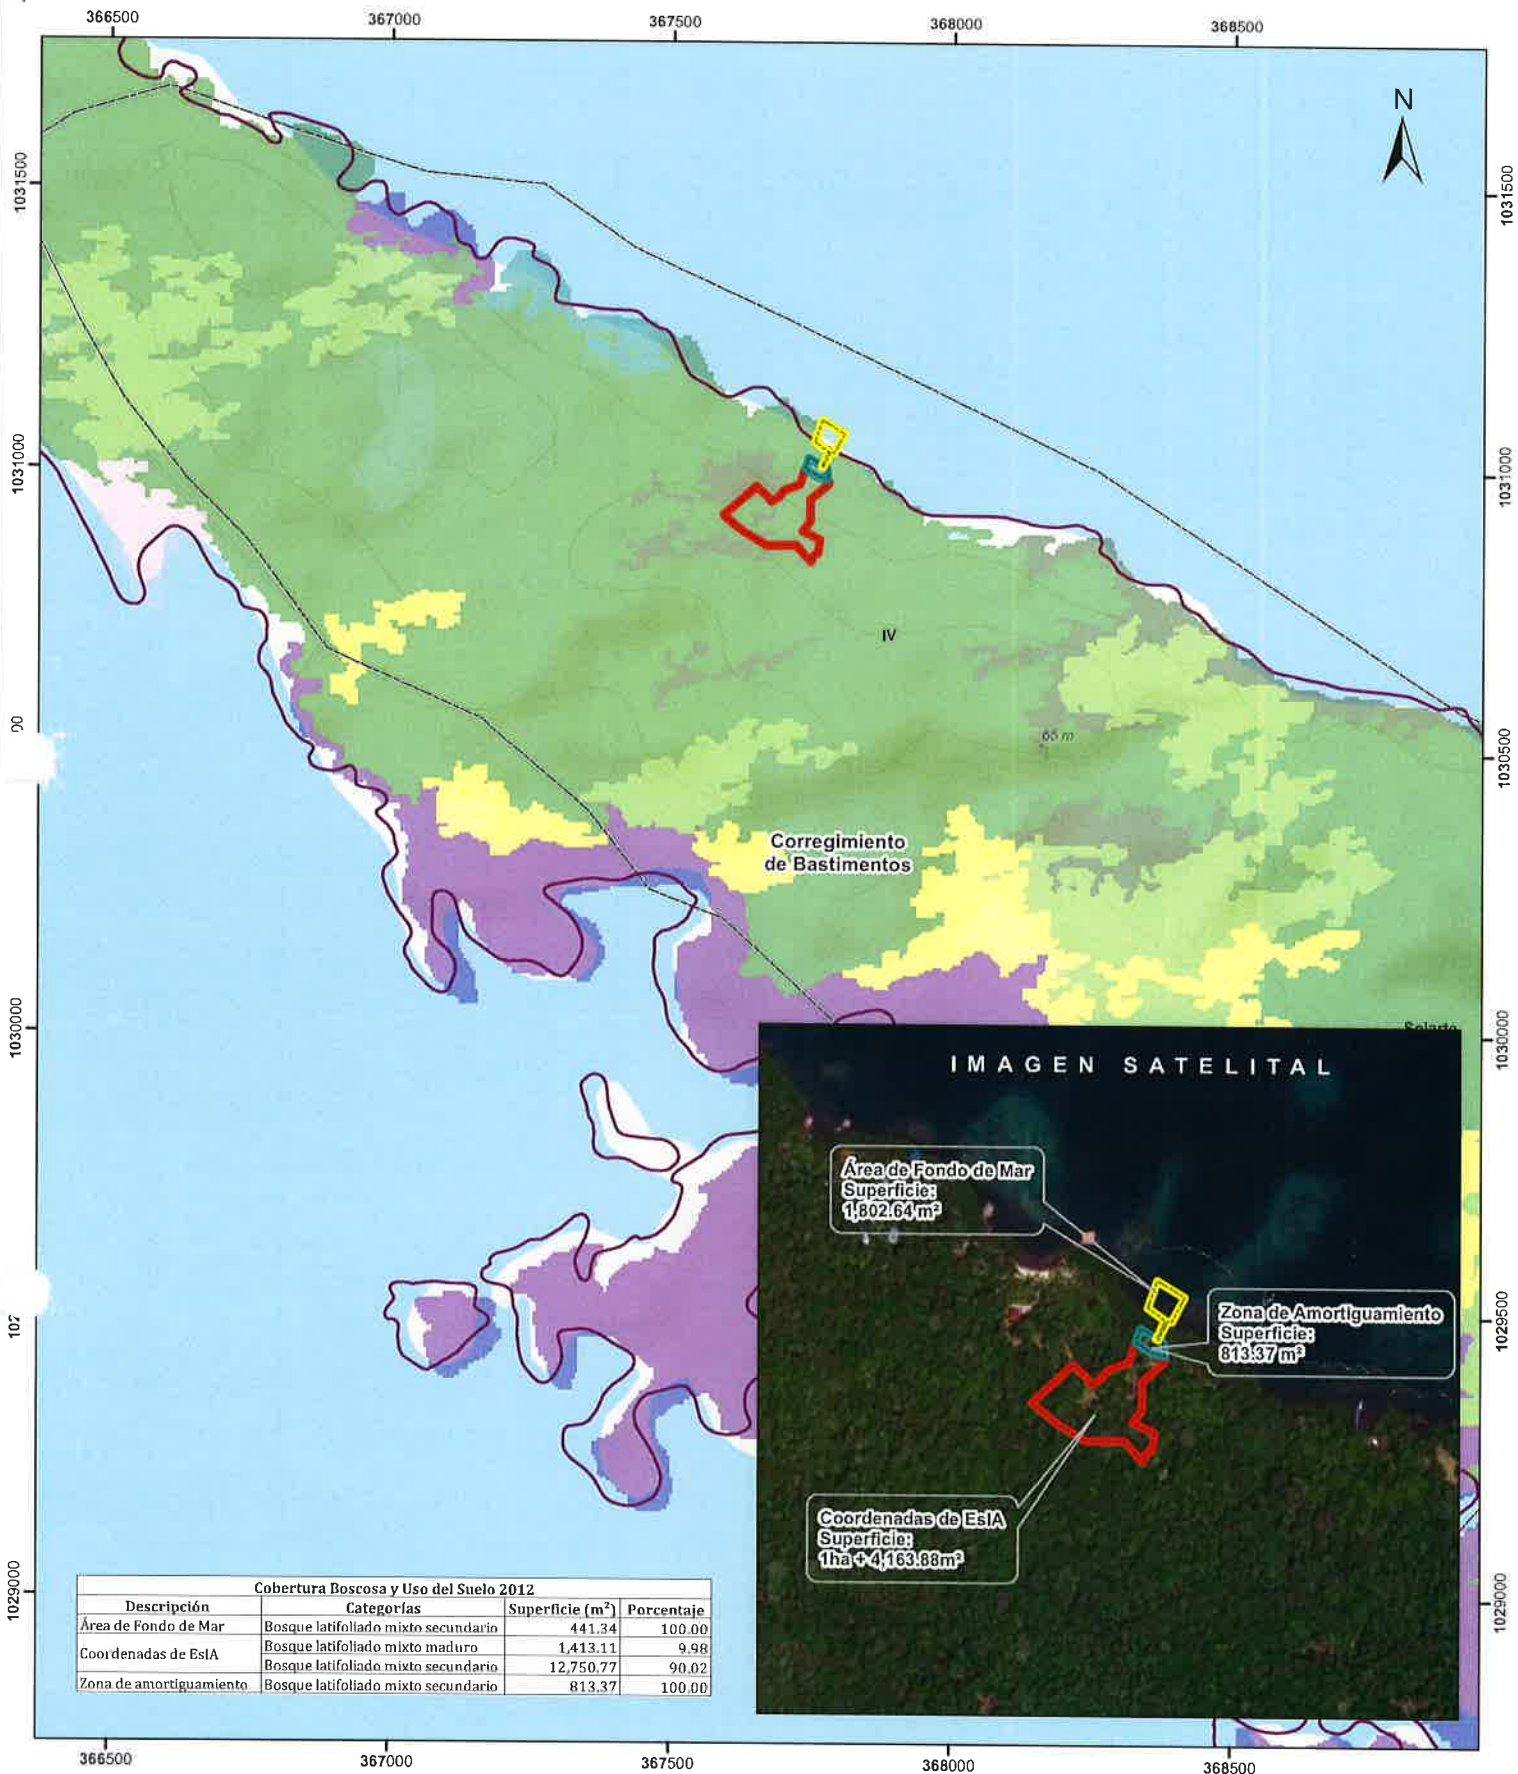 366500
367000
367500
368000
368500
N
1031500
1031500
1031000
1031000
IV
00
65 m
1030500
Corregimiento
de Bastimentos
1030000
Solarte
1030000
IMAGEN SATELITAL
Área de Fondo de Mar
Superficie:
1,802.64 m²
Zona de Amortiguamiento
Superficie:
813.37 m²
102
1029500
Coordenadas de EsIA
Superficie:
1ha + 4,163.88m²
1029000
1029000
Cobertura Boscosa y Uso del Suelo 2012
Descripción Categorías Superficie (m²) Porcentaje
Área de Fondo de Mar Bosque latifoliado mixto secundario 441.34 100.00
Coordenadas de EsIA Bosque latifoliado mixto maduro 1,413.11 9.98
Bosque latifoliado mixto secundario 12,750.77 90.02
Zona de amortiguamiento Bosque latifoliado mixto secundario 813.37 100.00
366500
367000
367500
368000
368500